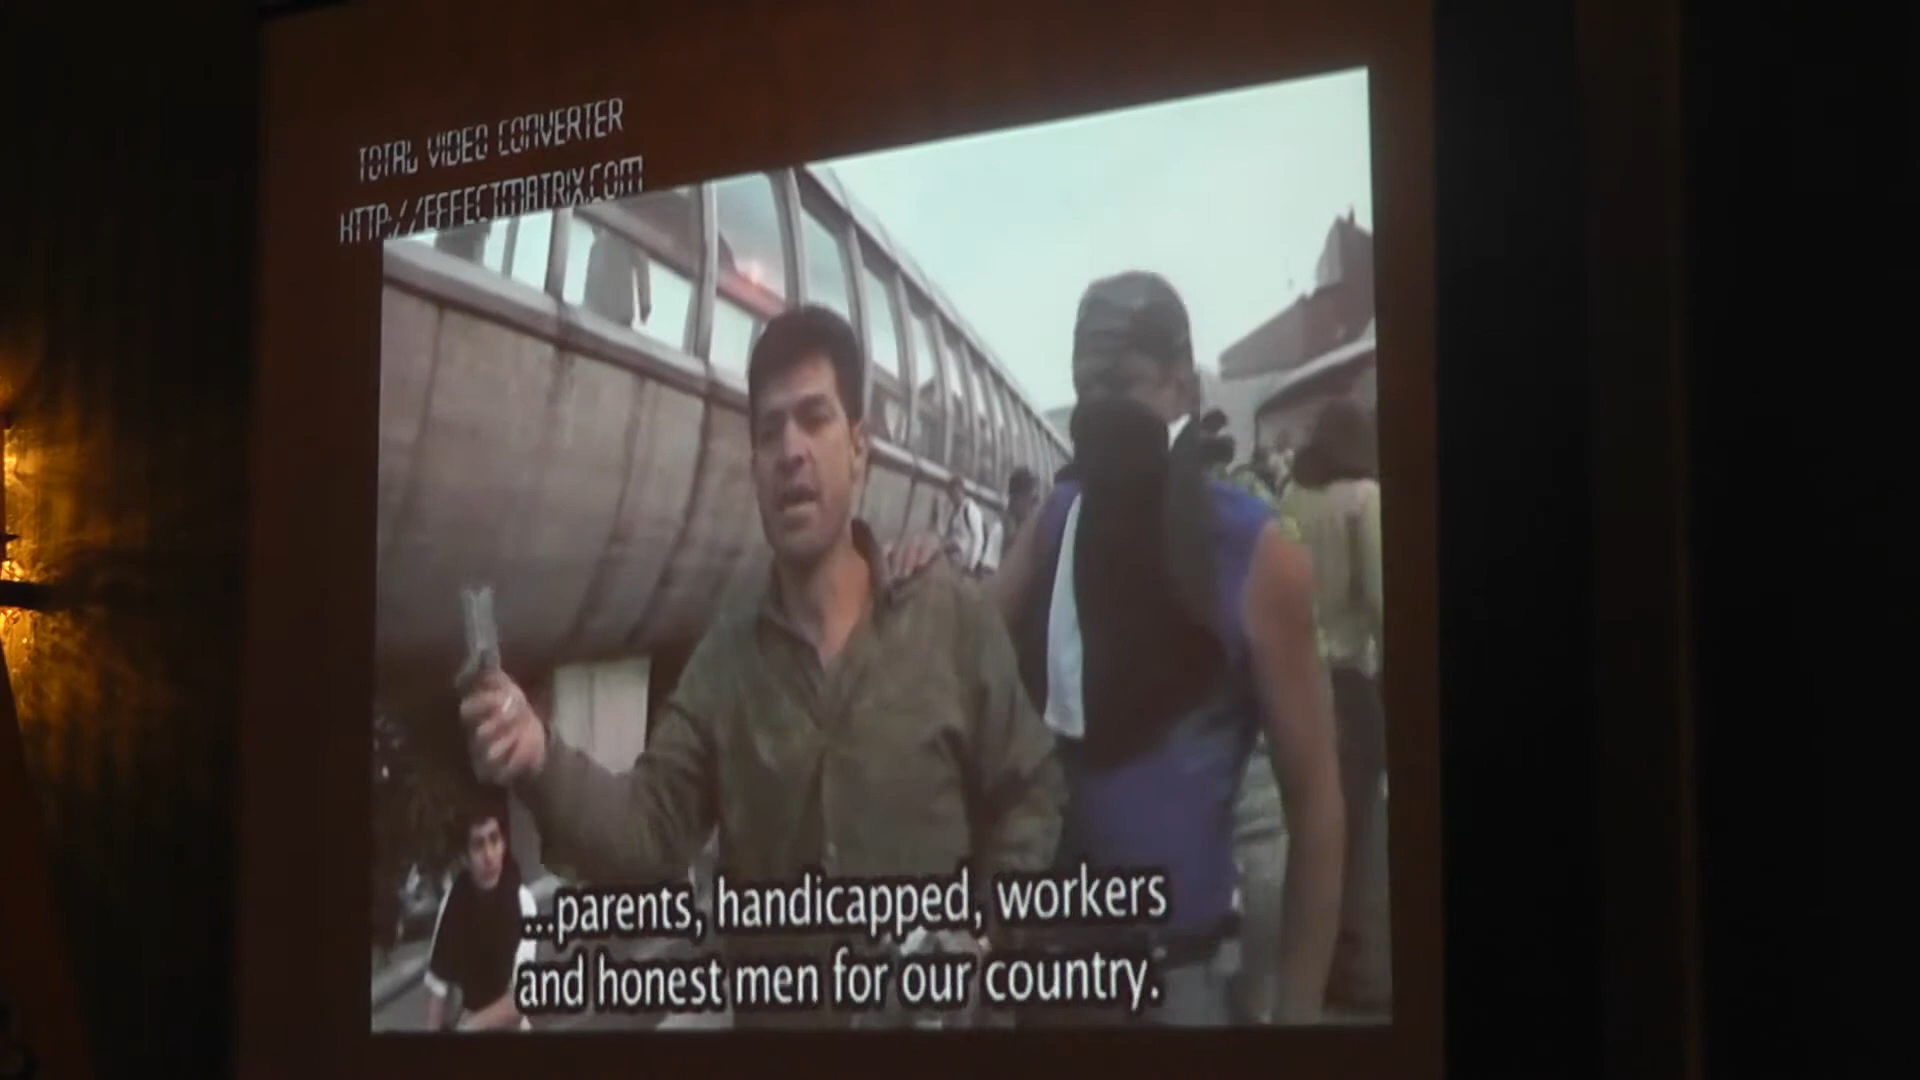 TOTAL VIDEO CONVERTER
HTTP://EFFECTMATRIX.COM
...parents, handicapped, workers
and honest men for our country.